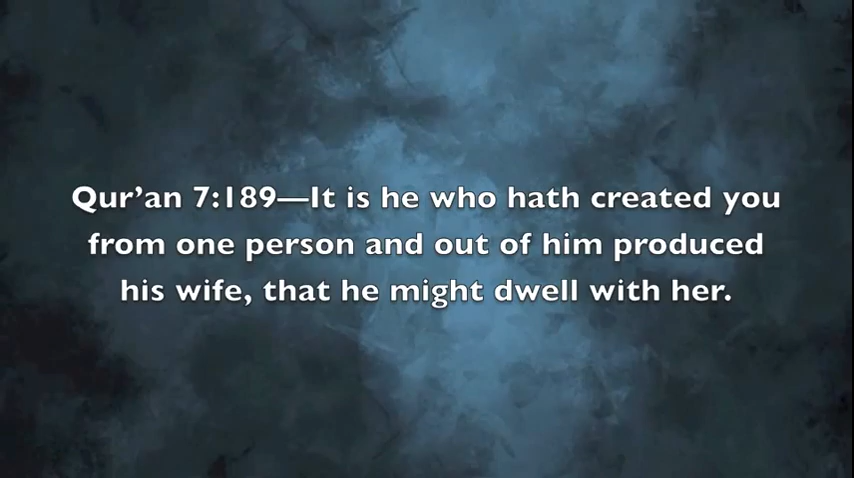 Qur’an 7:189—It is he who hath created you
from one person and out of him produced
his wife, that he might dwell with her.